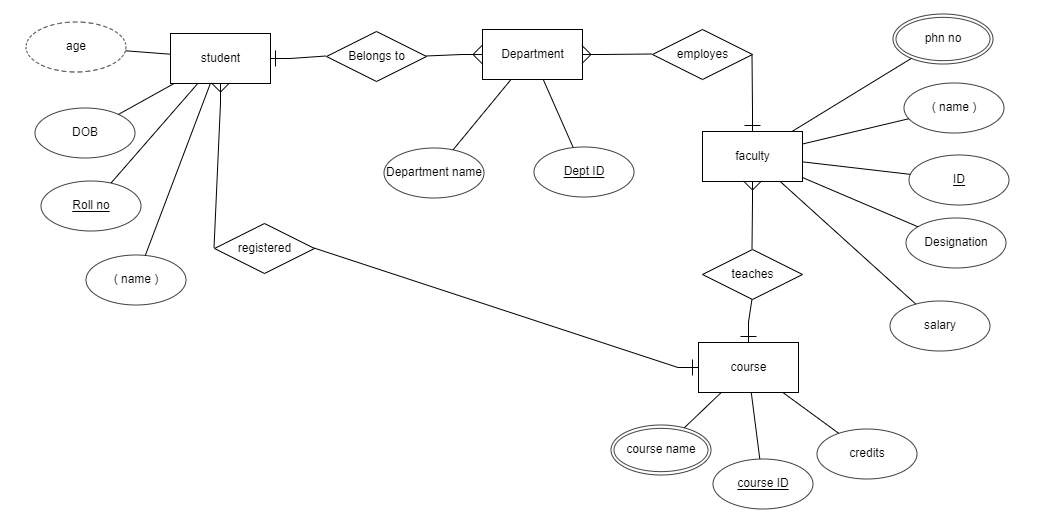 age
student
Belongs to
Department
employes
phn no
( name )
DOB
faculty
Department name
Dept ID
ID
Roll no
Designation
registered
teaches
( name )
salary
course
course name
credits
course ID